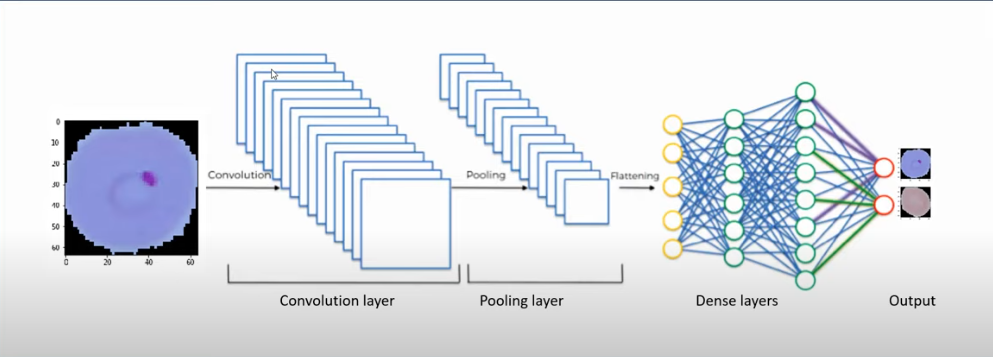 0
10
20
30
40
50
60
0 20 40 60
Convolution
Pooling
Flattening
Convolution layer
Pooling layer
Dense layers
Output